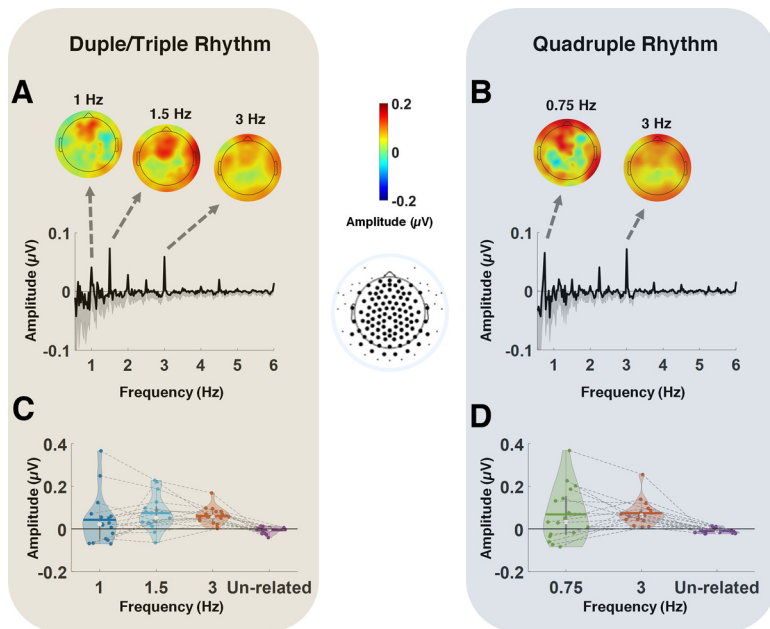 Duple/Triple Rhythm
Quadruple Rhythm
A
1 Hz
1.5 Hz
3 Hz
0.2
0
-0.2
Amplitude (µV)
B
0.75 Hz
3 Hz
0.1
0
-0.1
Amplitude (µV)
1 2 3 4 5 6
Frequency (Hz)
0.1
0
-0.1
Amplitude (µV)
1 2 3 4 5 6
Frequency (Hz)
C
0.4
0.2
0
-0.2
Amplitude (µV)
1 1.5 3 Un-related
Frequency (Hz)
D
0.4
0.2
0
-0.2
Amplitude (µV)
0.75 3 Un-related
Frequency (Hz)